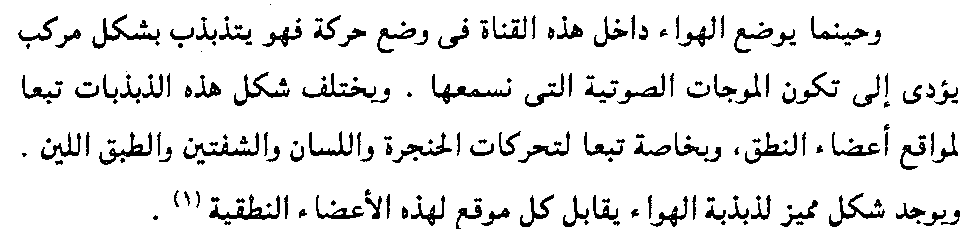 وحينما يوضع الهواء داخل هذه القناة فى وضع حركة فهو يتذبذب بشكل مركب
يؤدى إلى تكون الموجات الصوتية التى نسمعها . ويختلف شكل هذه الذبذبات تبعا
لمواقع أعضاء النطق، وبخاصة تبعا لتحركات الحنجرة واللسان والشفتين والطبق اللين .
ويوجد شكل مميز لذبذبة الهواء يقابل كل موقع لهذه الأعضاء النطقية (١) .